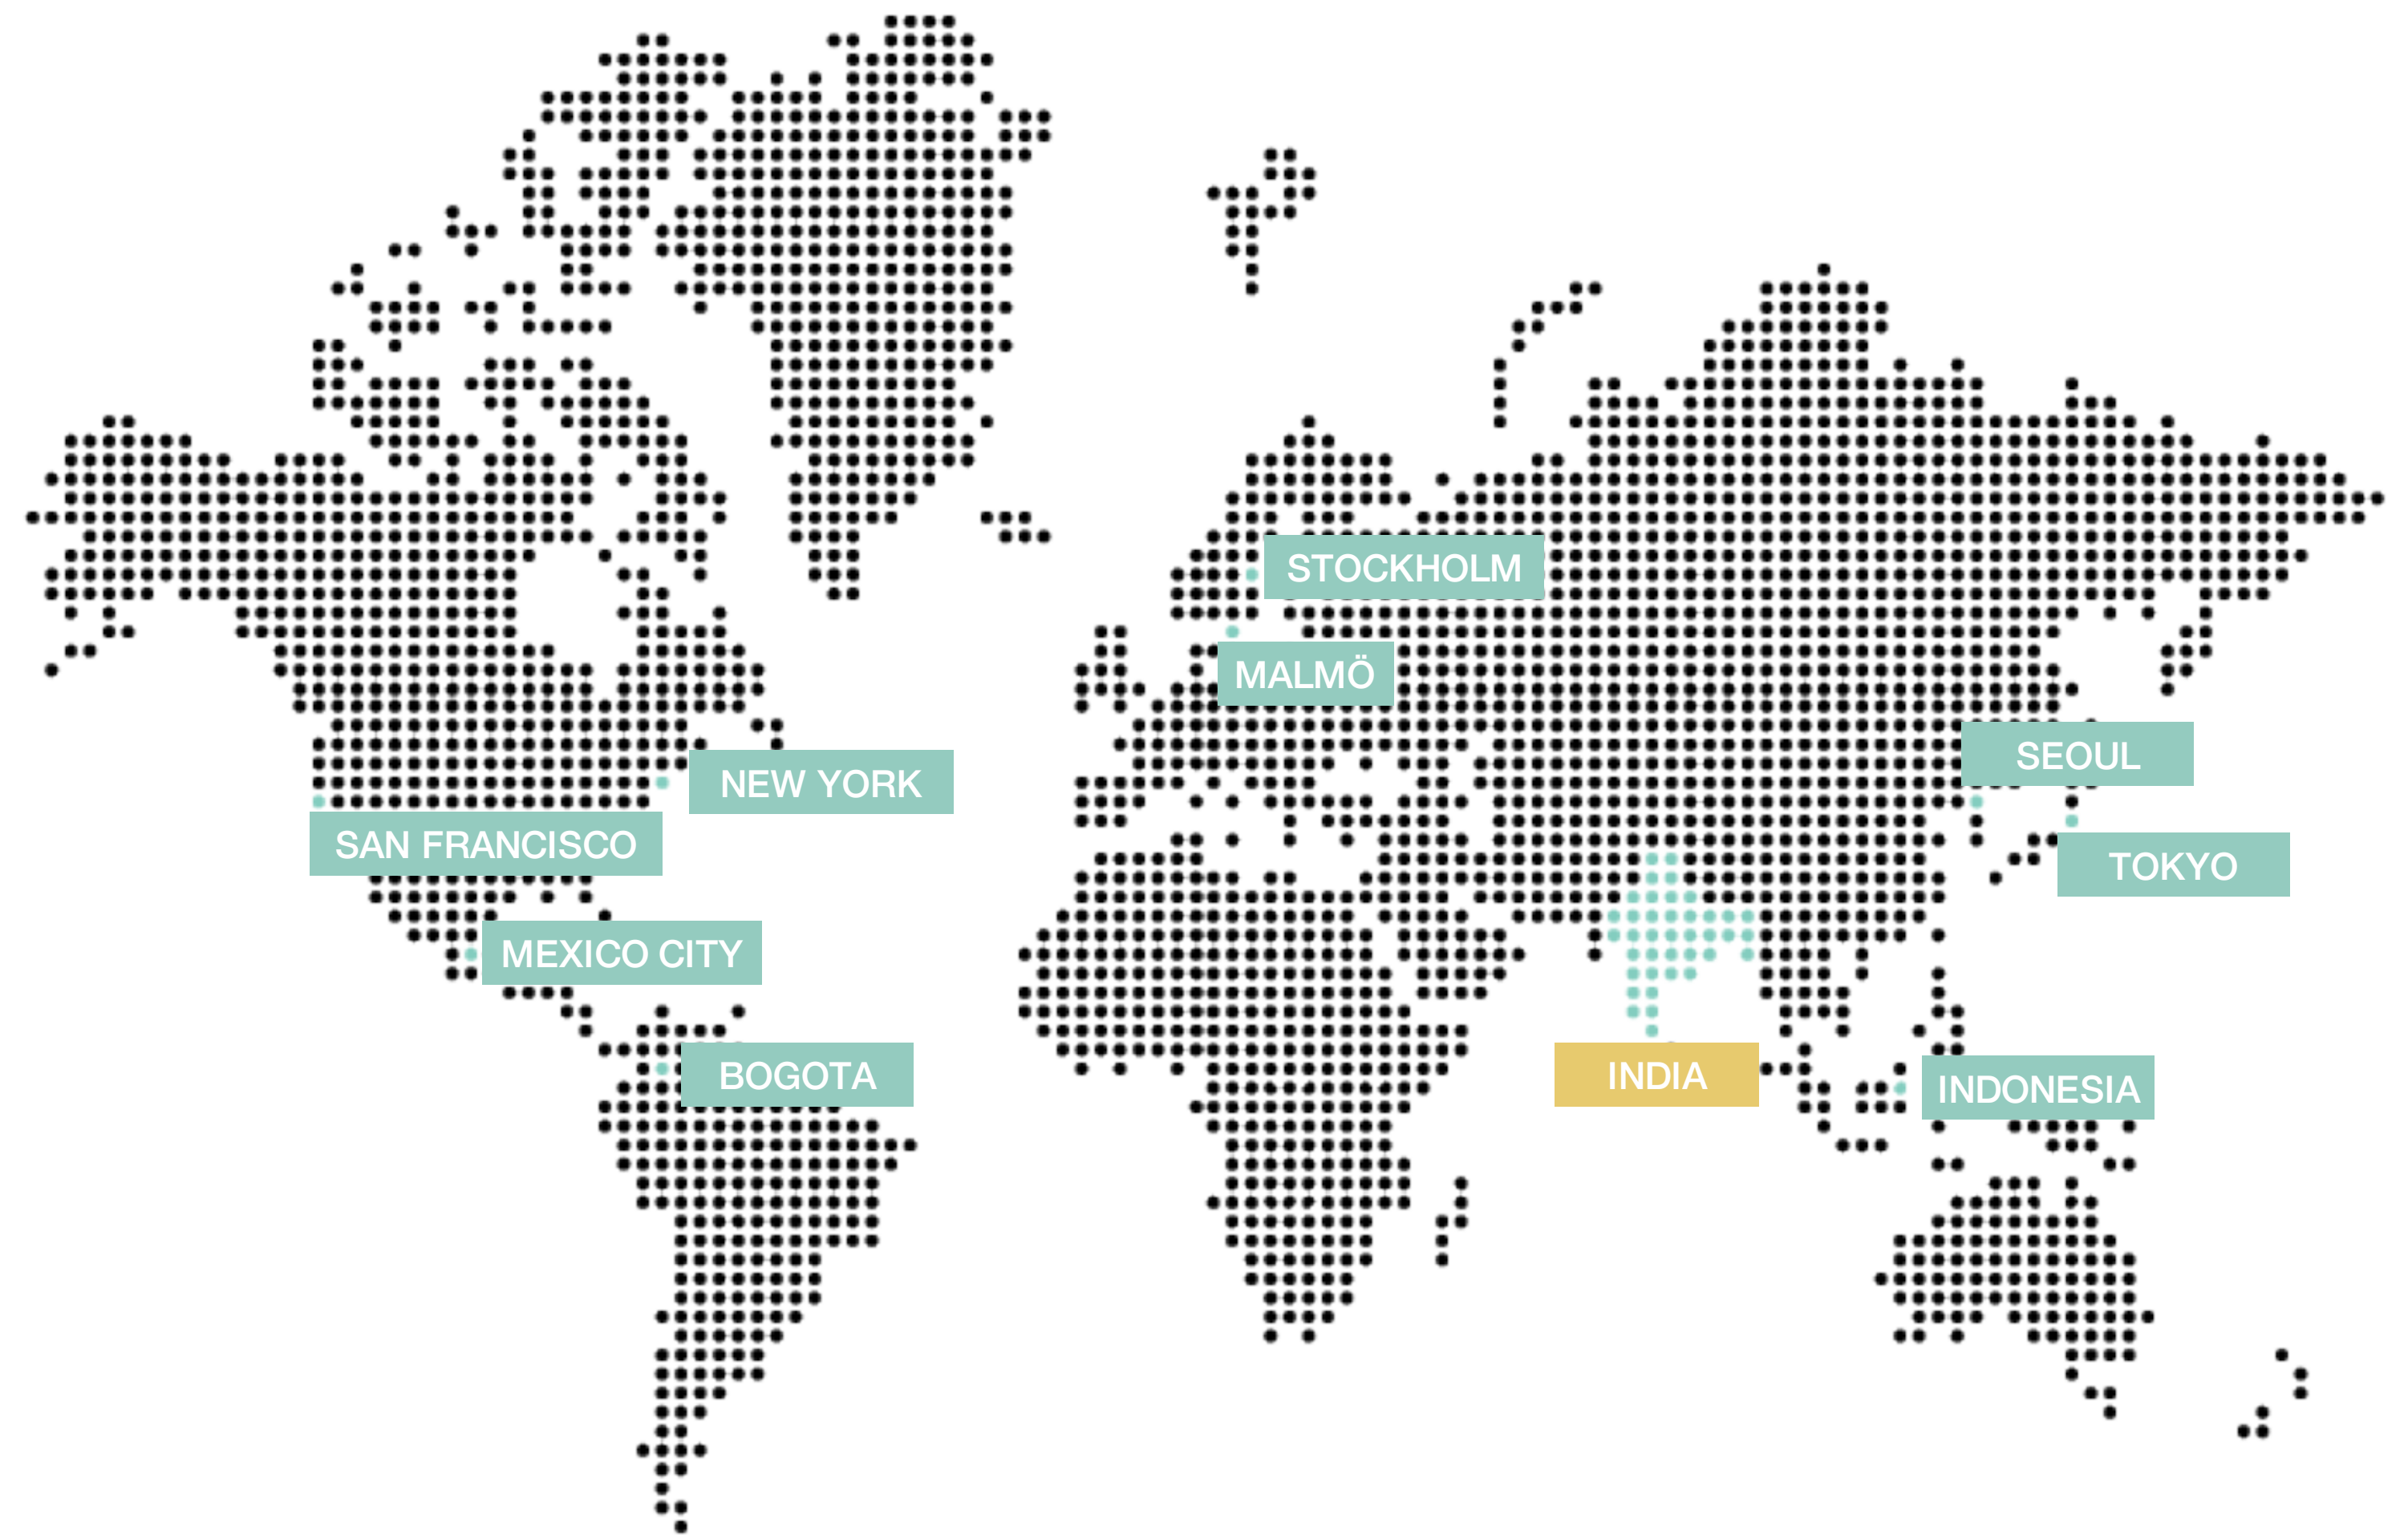 STOCKHOLM
MALMÖ
NEW YORK
SEOUL
SAN FRANCISCO
TOKYO
MEXICO CITY
BOGOTA
INDIA
INDONESIA